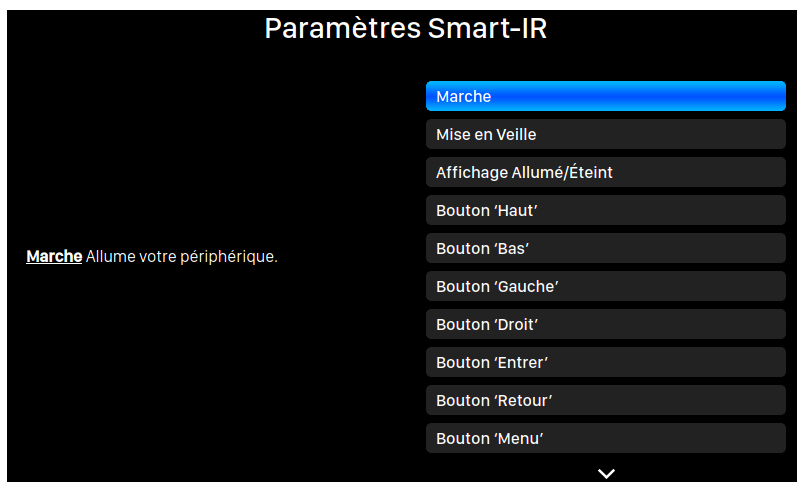 Paramètres Smart-IR
Marche
Mise en Veille
Affichage Allumé/Éteint
Bouton ‘Haut’
Bouton ‘Bas’
Marche Allume votre périphérique.
Bouton ‘Gauche’
Bouton ‘Droit’
Bouton ‘Entrer’
Bouton ‘Retour’
Bouton ‘Menu’